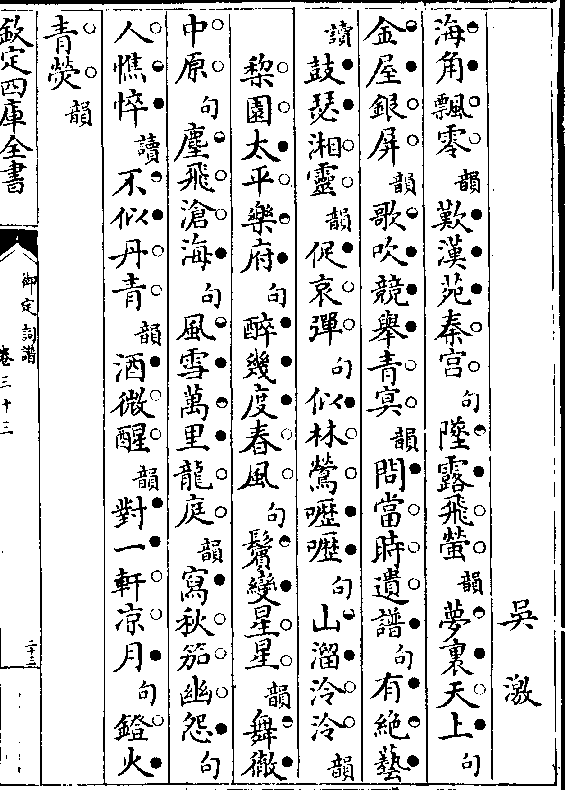 吳激
海角飄零韻歎漢苑秦宮句墜露飛螢韻夢裏天上句
金屋銀屏韻歌吹競舉青冥韻問當時遺譜句有絶藝
讀鼓瑟湘靈韻促哀彈句似林鶯嚦嚦句山溜泠泠韻
棃園太平樂府句醉幾度春風句鬢變星星韻舞徹
中原句塵飛滄海句風雪萬里龍庭韻寫秋笳幽怨句
人憔悴讀不似丹青韻酒微醒韻對一軒凉月句鐙火
青熒韻
欽定四庫全書
御定詞譜
卷三十三
二十三